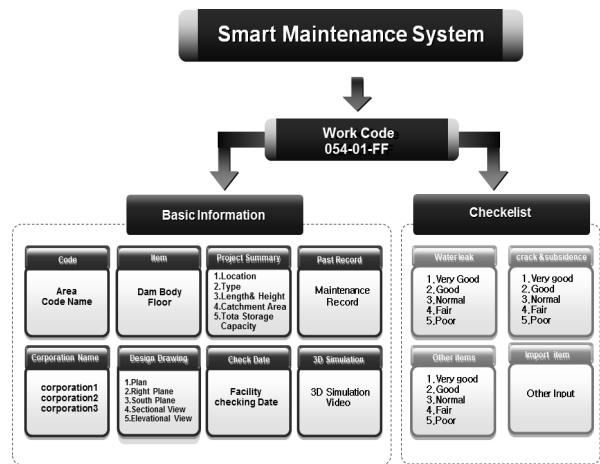 Smart Maintenance System
Work Code
054-01-FF
Basic Information
Checkelist
Code
Area
Code Name
Item
Dam Body
Floor
Project Summary
1.Location
2.Type
3.Length& Height
4.Catchment Area
5.Tota Storage
Capacity
Past Record
Maintenance
Record
Water leak
1.Very Good
2.Good
3.Normal
4.Fair
5.Poor
crack &subsidence
1.Very good
2.Good
3.Normal
4.Fair
5.Poor
Corporation Name
corporation1
corporation2
corporation3
Design Drawing
1.Plan
2.Right Plane
3.South Plane
4.Sectional View
5.Elevational View
Check Date
Facility
checking Date
3D Simulation
3D Simulation
Video
Other items
1.Very good
2.Good
3.Normal
4.Fair
5.Poor
Import item
Other Input